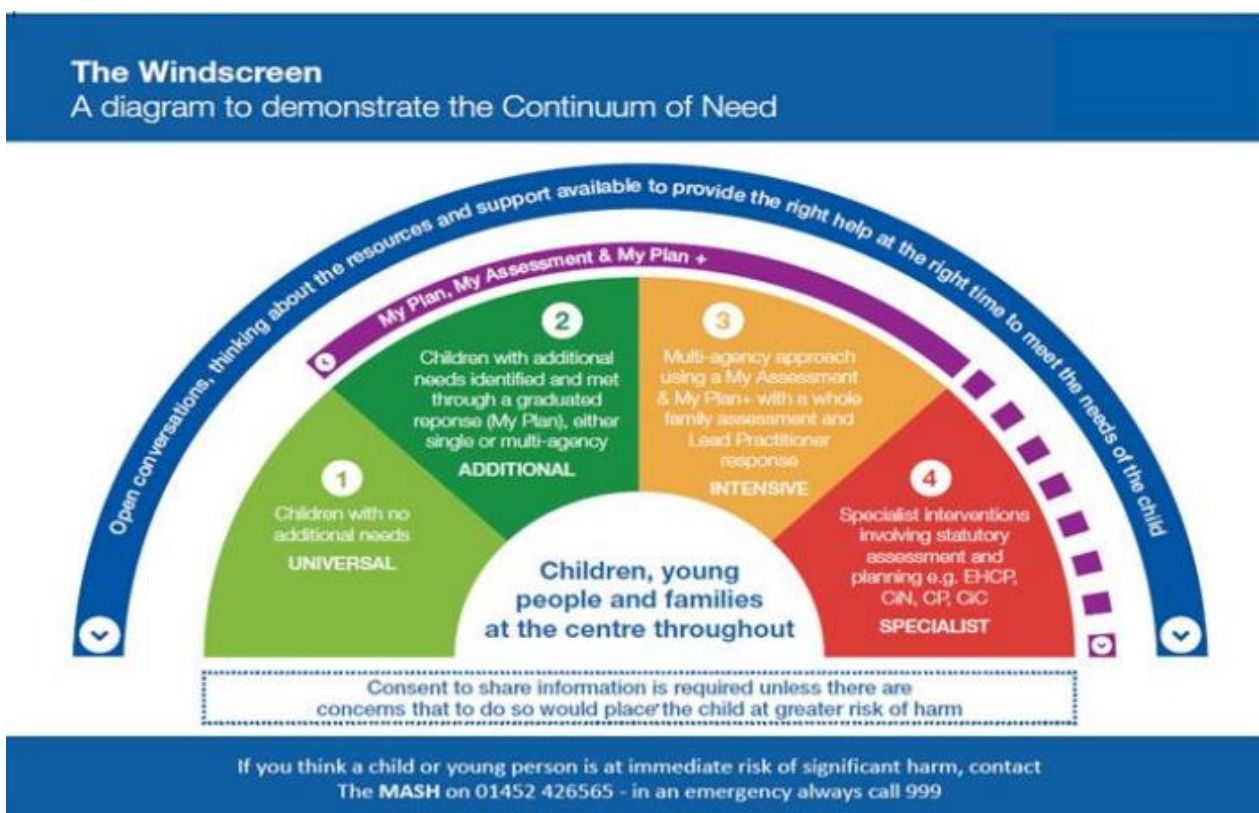 The Windscreen
A diagram to demonstrate the Continuum of Need
Open conversations, thinking about the resources and support available to provide the right help at the right time to meet the needs of the child
My Plan, My Assessment & My Plan +
1
Children with no
additional needs
UNIVERSAL
2
Children with additional
needs identified and met
through a graduated
reponse (My Plan), either
single or multi-agency
ADDITIONAL
3
Multi-agency approach
using a My Assessment
& My Plan+ with a whole
family assessment and
Lead Practitioner
response
INTENSIVE
4
Specialist interventions
involving statutory
assessment and
planning e.g. EHCP,
CiN, CP, CiC
SPECIALIST
Children, young
people and families
at the centre throughout
Consent to share information is required unless there are
concerns that to do so would place the child at greater risk of harm
If you think a child or young person is at immediate risk of significant harm, contact
The MASH on 01452 426565 - in an emergency always call 999